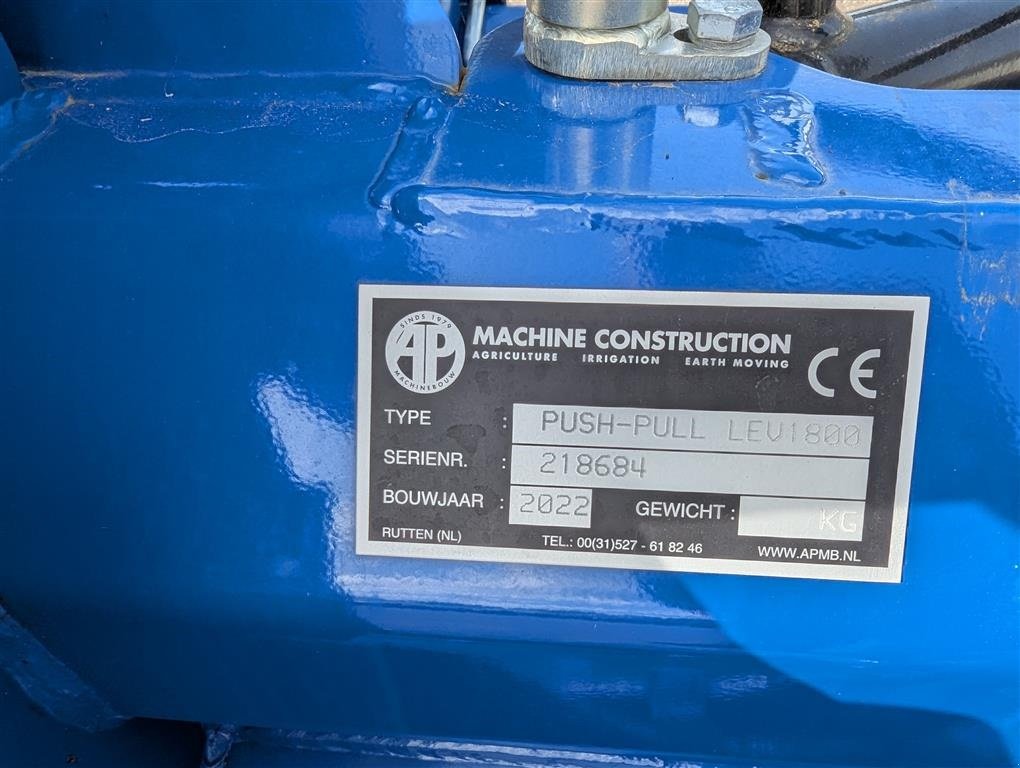 SINDS 1979
AP
MACHINEBOUW
MACHINE CONSTRUCTION
AGRICULTURE IRRIGATION EARTH MOVING
CE
TYPE : PUSH-PULL LEV1800
SERIENR. : 218684
BOUWJAAR : 2022 GEWICHT : KG
RUTTEN (NL) TEL.: 00(31)527 - 61 82 46 WWW.APMB.NL